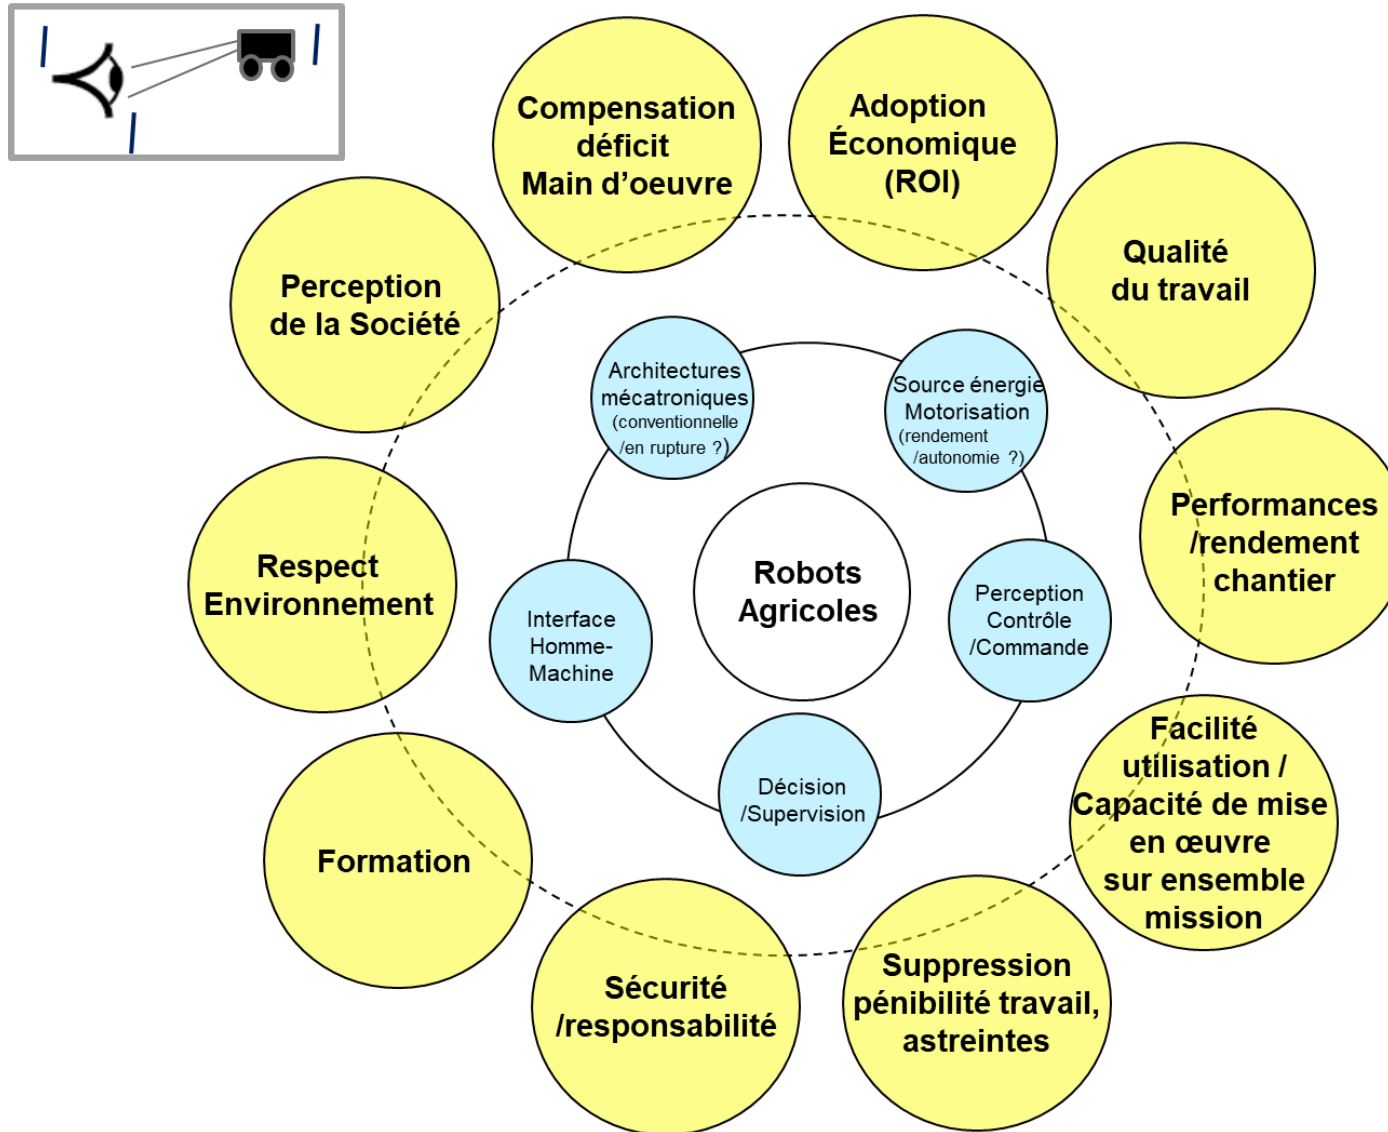 Compensation
déficit
Main d'oeuvre
Adoption
Économique
(ROI)
Qualité
du travail
Perception
de la Société
Architectures
mécatroniques
(conventionnelle
/en rupture ?)
Source énergie
Motorisation
(rendement
/autonomie ?)
Performances
/rendement
chantier
Respect
Environnement
Robots
Agricoles
Interface
Homme-
Machine
Perception
Contrôle
/Commande
Décision
/Supervision
Facilité
utilisation /
Capacité de mise
en œuvre
sur ensemble
mission
Formation
Sécurité
/responsabilité
Suppression
pénibilité travail,
astreintes